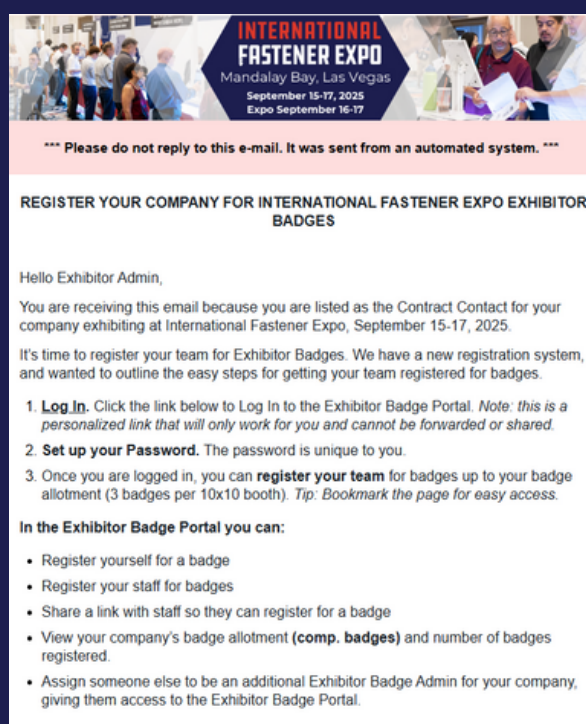 INTERNATIONAL
FASTENER EXPO
Mandalay Bay, Las Vegas
September 15-17, 2025
Expo September 16-17
*** Please do not reply to this e-mail. It was sent from an automated system. ***
REGISTER YOUR COMPANY FOR INTERNATIONAL FASTENER EXPO EXHIBITOR
BADGES
Hello Exhibitor Admin,
You are receiving this email because you are listed as the Contract Contact for your
company exhibiting at International Fastener Expo, September 15-17, 2025.
It's time to register your team for Exhibitor Badges. We have a new registration system,
and wanted to outline the easy steps for getting your team registered for badges.
1. Log In. Click the link below to Log In to the Exhibitor Badge Portal. Note: this is a
personalized link that will only work for you and cannot be forwarded or shared.
2. Set up your Password. The password is unique to you.
3. Once you are logged in, you can register your team for badges up to your badge
allotment (3 badges per 10x10 booth). Tip: Bookmark the page for easy access.
In the Exhibitor Badge Portal you can:
• Register yourself for a badge
• Register your staff for badges
• Share a link with staff so they can register for a badge
• View your company's badge allotment (comp. badges) and number of badges
registered.
• Assign someone else to be an additional Exhibitor Badge Admin for your company,
giving them access to the Exhibitor Badge Portal.